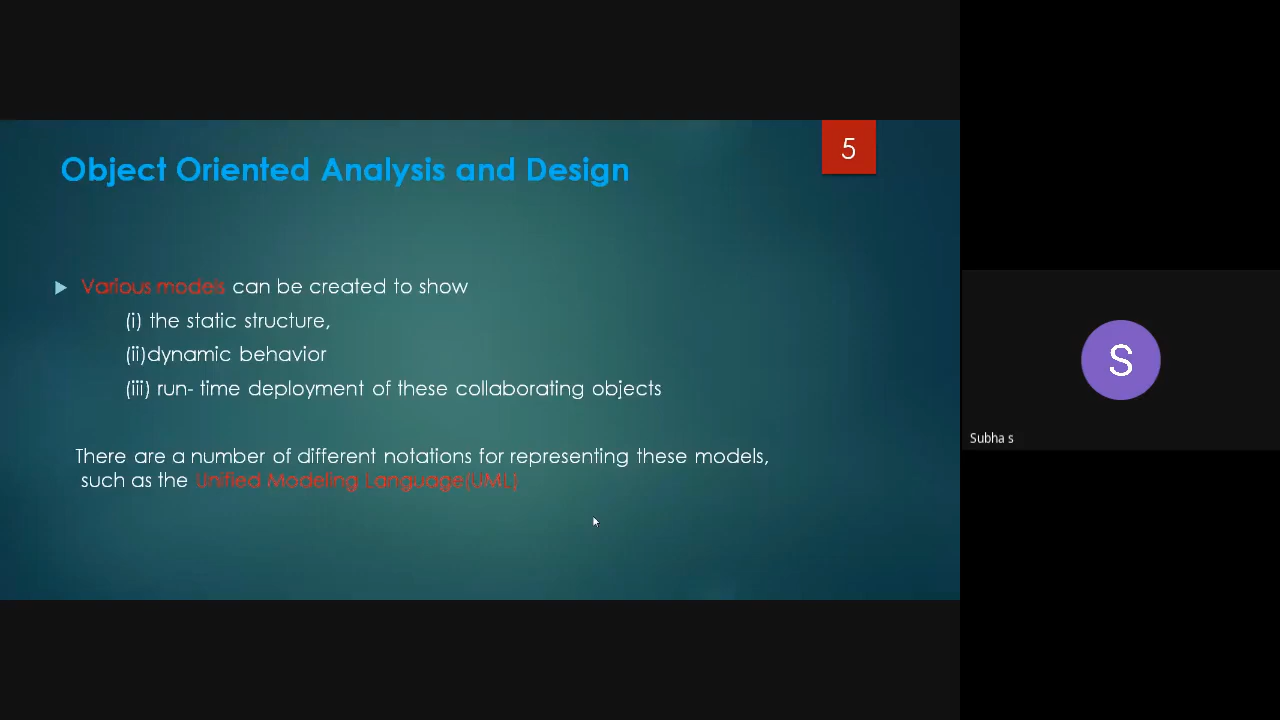 5
Object Oriented Analysis and Design
Various models can be created to show
(i) the static structure,
(ii)dynamic behavior
(iii) run- time deployment of these collaborating objects
There are a number of different notations for representing these models,
such as the Unified Modeling Language(UML)
S
Subha s